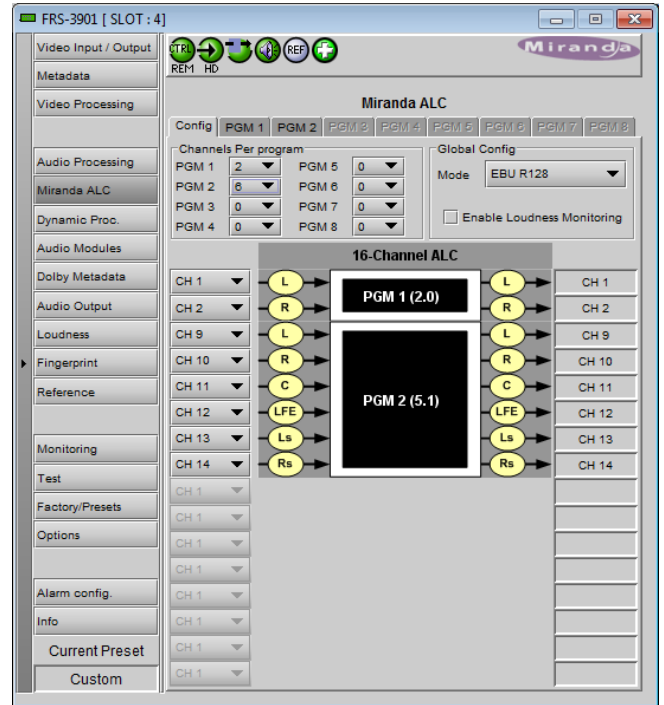 FRS-3901 [ SLOT : 4]
Video Input / Output
Metadata
Video Processing
Audio Processing
Miranda ALC
Dynamic Proc.
Audio Modules
Dolby Metadata
Audio Output
Loudness
Fingerprint
Reference
Monitoring
Test
Factory/Presets
Options
Alarm config.
Info
Current Preset
Custom
CTRL REF
REM HD
Miranda
Miranda ALC
Config PGM 1 PGM 2 PGM 3 PGM 4 PGM 5 PGM 6 PGM 7 PGM 8
Channels Per program
PGM 1 2 PGM 5 0
PGM 2 6 PGM 6 0
PGM 3 0 PGM 7 0
PGM 4 0 PGM 8 0
Global Config
Mode EBU R128
Enable Loudness Monitoring
16-Channel ALC
CH 1 L L CH 1
PGM 1 (2.0)
CH 2 R R CH 2
CH 9 L L CH 9
CH 10 R R CH 10
CH 11 C C CH 11
PGM 2 (5.1)
CH 12 LFE LFE CH 12
CH 13 Ls Ls CH 13
CH 14 Rs Rs CH 14
CH 1
CH 1
CH 1
CH 1
CH 1
CH 1
CH 1
CH 1